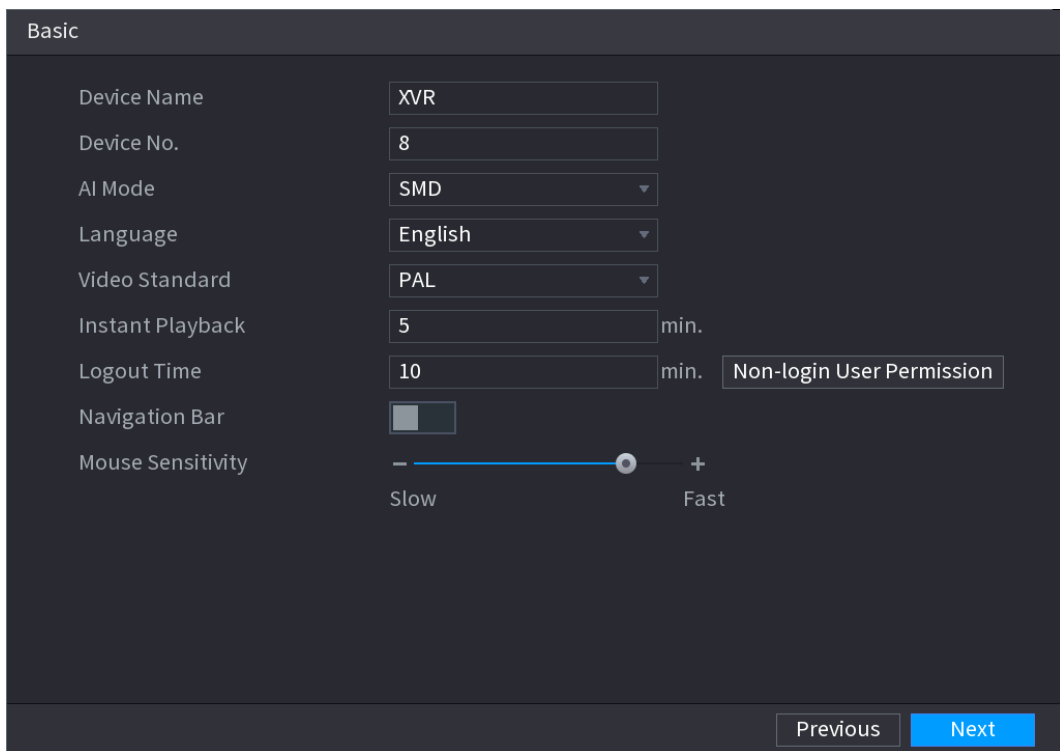 Basic
Device Name XVR
Device No. 8
AI Mode SMD
Language English
Video Standard PAL
Instant Playback 5 min.
Logout Time 10 min. Non-login User Permission
Navigation Bar
Mouse Sensitivity − +
Slow Fast
Previous Next